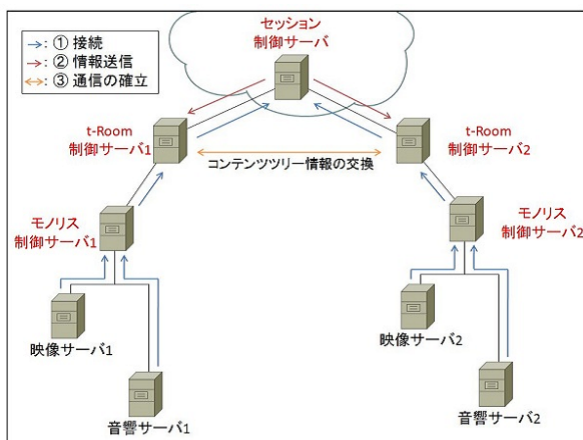 セッション
制御サーバ
: ① 接続
: ② 情報送信
: ③ 通信の確立
t-Room
制御サーバ1
t-Room
制御サーバ2
コンテンツツリー情報の交換
モノリス
制御サーバ1
モノリス
制御サーバ2
映像サーバ1
映像サーバ2
音響サーバ1
音響サーバ2